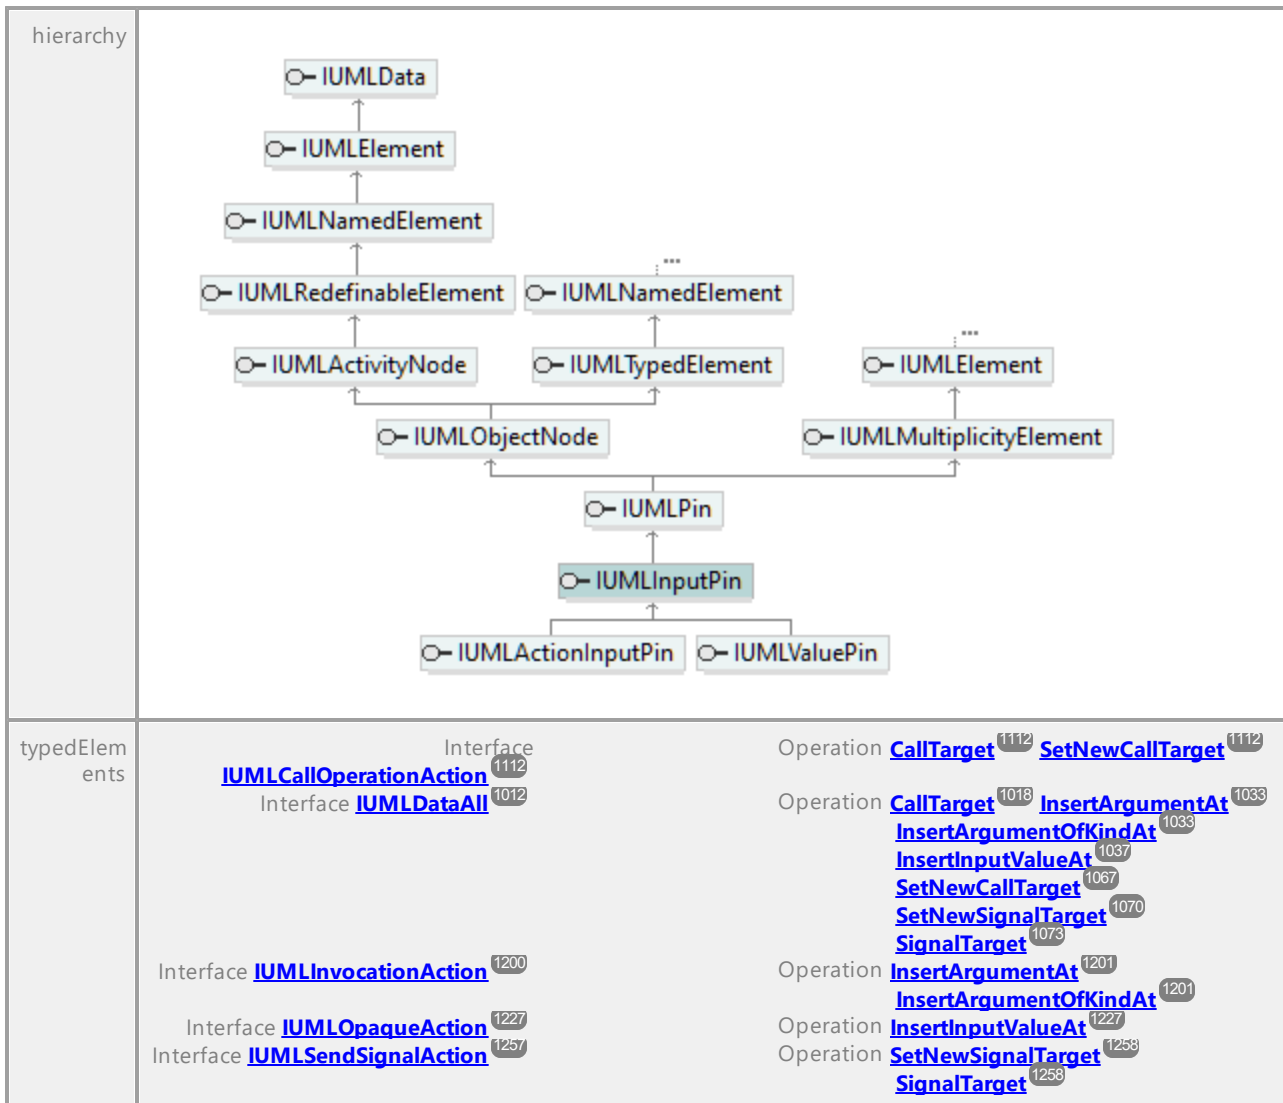 hierarchy
IUMLData
IUMLElement
IUMLNamedElement
...
IUMLRedefinableElement IUMLNamedElement
...
IUMLActivityNode IUMLTypedElement IUMLElement
IUMLObjectNode IUMLMultiplicityElement
IUMLPin
IUMLInputPin
IUMLActionInputPin IUMLValuePin
typedElem
ents
Interface Operation CallTarget 1112 SetNewCallTarget 1112
IUMLCallOperationAction 1112
Interface IUMLDataAll 1012 Operation CallTarget 1018 InsertArgumentAt 1033
InsertArgumentOfKindAt 1033
InsertInputValueAt 1037
SetNewCallTarget 1067
SetNewSignalTarget 1070
SignalTarget 1073
Interface IUMLInvocationAction 1200 Operation InsertArgumentAt 1201
InsertArgumentOfKindAt 1201
Interface IUMLOpaqueAction 1227 Operation InsertInputValueAt 1227
Interface IUMLSendSignalAction 1257 Operation SetNewSignalTarget 1258
SignalTarget 1258